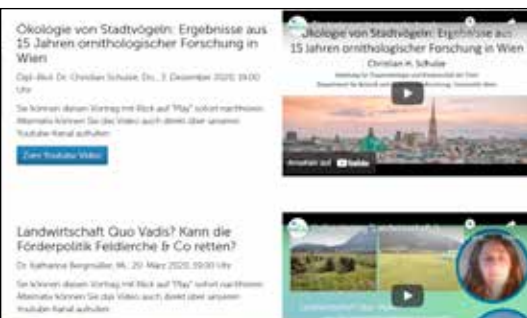 Ökologie von Stadtvögeln: Ergebnisse aus
15 Jahren ornithologischer Forschung in
Wien
Dipl.-Biol. Dr. Christian Schulze, Do., 3. Dezember 2020, 19:00
Uhr
Sie können diesen Vortrag mit Klick auf "Play" sofort nachhören.
Alternativ können Sie das Video auch direkt über unseren
Youtube-Kanal aufrufen:
Zum Youtube Video
Ökologie von Stadtvögeln: Ergebnisse aus
15 Jahren ornithologischer Forschung in Wien
Christian H. Schulze
Ansehen auf YouTube
Landwirtschaft Quo Vadis? Kann die
Förderpolitik Feldlerche & Co retten?
Dr. Katharina Bergmüller, Mi., 20. März 2020, 19:00 Uhr
Sie können diesen Vortrag mit Klick auf "Play" sofort nachhören.
Alternativ können Sie das Video auch direkt über unseren
Youtube-Kanal aufrufen: